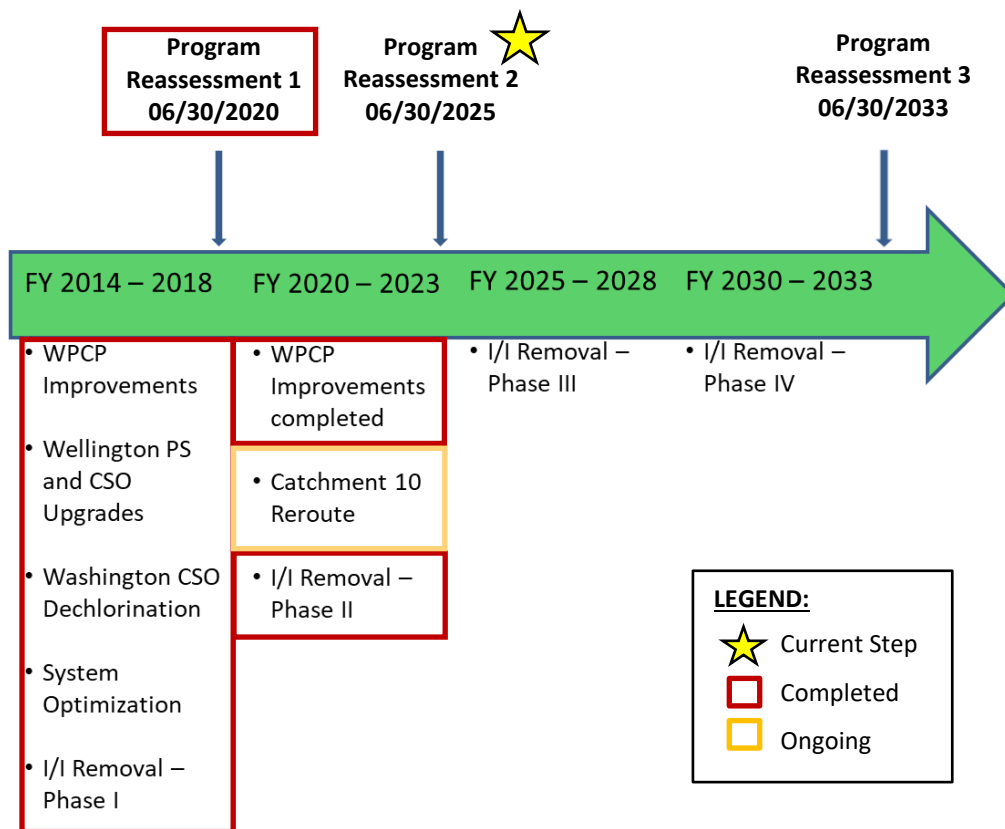 Program
Reassessment 1
06/30/2020
Program
Reassessment 2
06/30/2025
Program
Reassessment 3
06/30/2033
FY 2014 – 2018
FY 2020 – 2023
FY 2025 – 2028
FY 2030 – 2033
• WPCP
Improvements
• Wellington PS
and CSO
Upgrades
• Washington CSO
Dechlorination
• System
Optimization
• I/I Removal –
Phase I
• WPCP
Improvements
completed
• Catchment 10
Reroute
• I/I Removal –
Phase II
• I/I Removal –
Phase III
• I/I Removal –
Phase IV
LEGEND:
Current Step
Completed
Ongoing